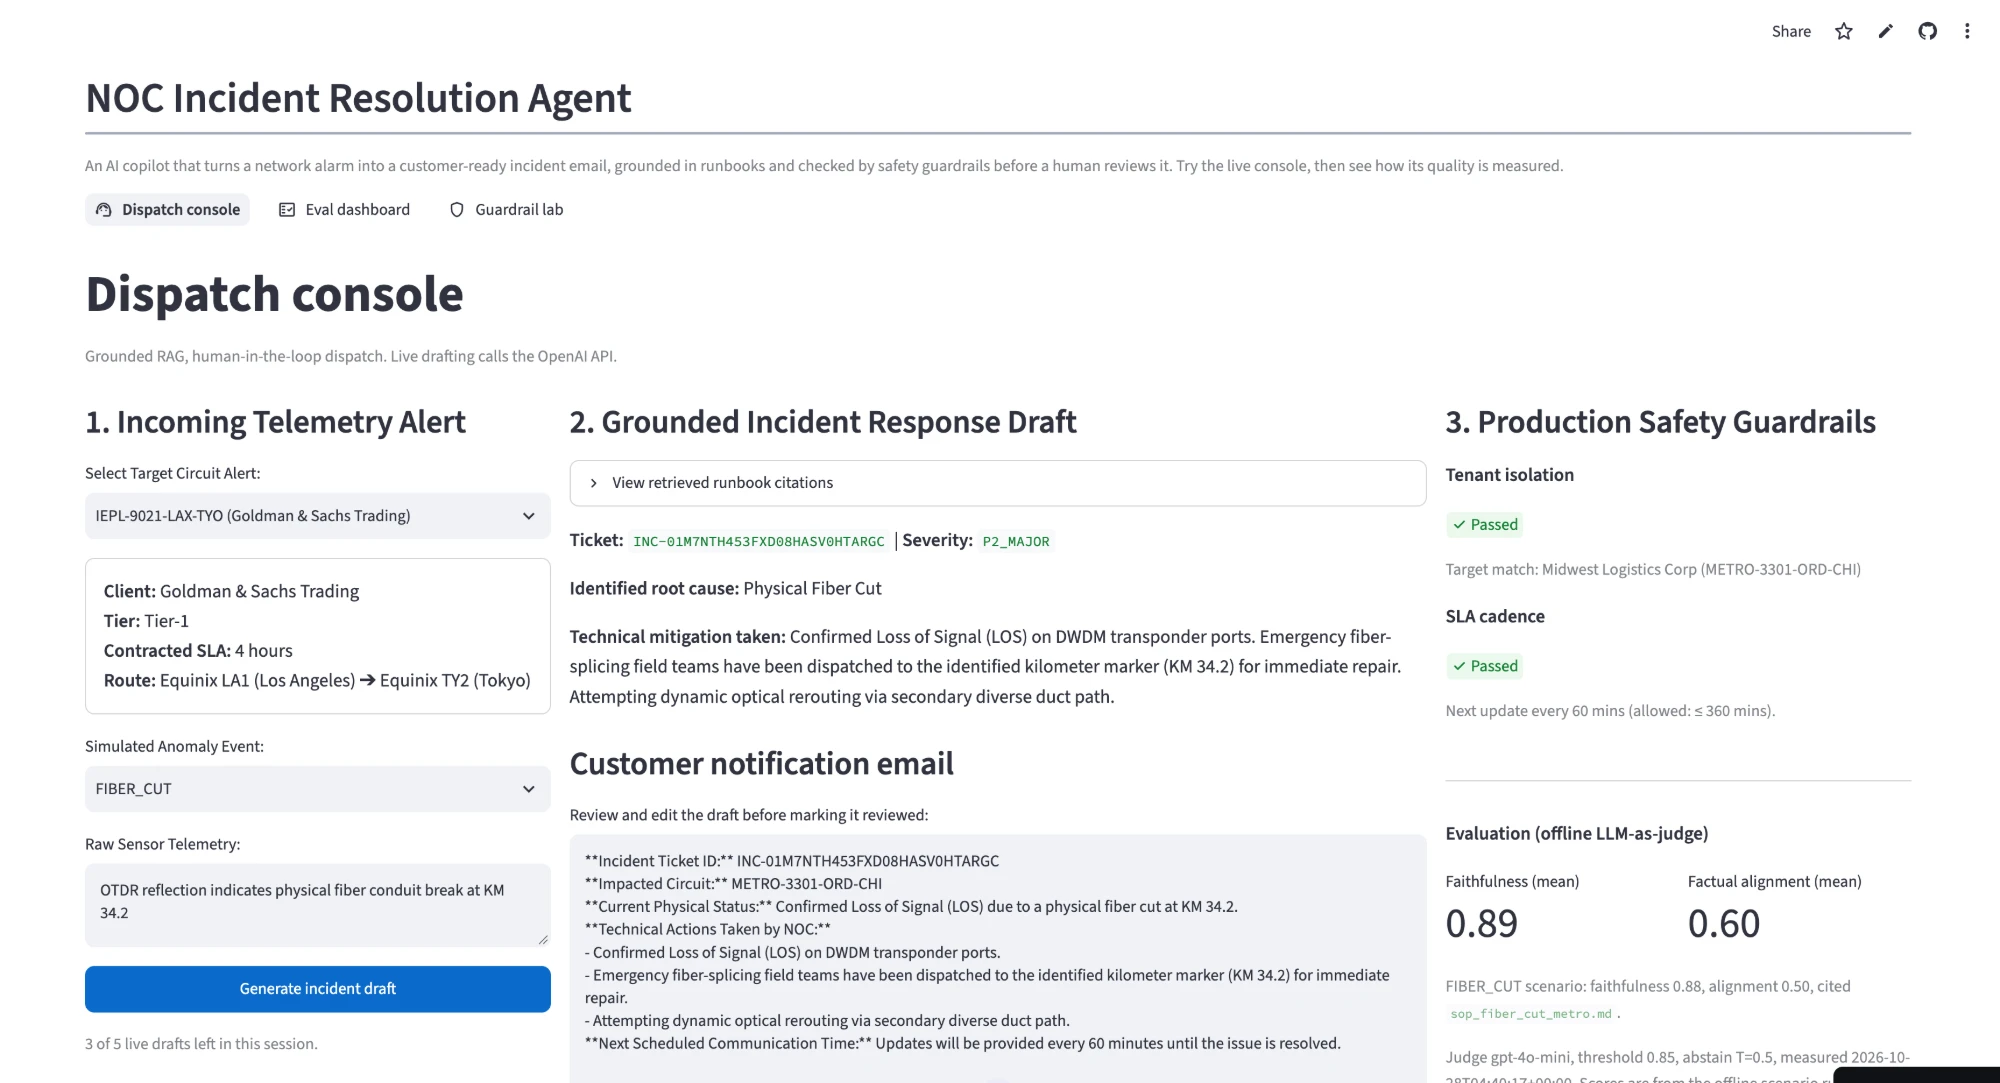 Share
NOC Incident Resolution Agent
An AI copilot that turns a network alarm into a customer-ready incident email, grounded in runbooks and checked by safety guardrails before a human reviews it. Try the live console, then see how its quality is measured.
Dispatch console
Eval dashboard
Guardrail lab
Dispatch console
Grounded RAG, human-in-the-loop dispatch. Live drafting calls the OpenAI API.
1. Incoming Telemetry Alert
Select Target Circuit Alert:
IEPL-9021-LAX-TYO (Goldman & Sachs Trading)
Client: Goldman & Sachs Trading
Tier: Tier-1
Contracted SLA: 4 hours
Route: Equinix LA1 (Los Angeles) ➔ Equinix TY2 (Tokyo)
Simulated Anomaly Event:
FIBER_CUT
Raw Sensor Telemetry:
OTDR reflection indicates physical fiber conduit break at KM
34.2
Generate incident draft
3 of 5 live drafts left in this session.
2. Grounded Incident Response Draft
View retrieved runbook citations
Ticket: INC-01M7NTH453FXD08HASV0HTARGC | Severity: P2_MAJOR
Identified root cause: Physical Fiber Cut
Technical mitigation taken: Confirmed Loss of Signal (LOS) on DWDM transponder ports. Emergency fiber-
splicing field teams have been dispatched to the identified kilometer marker (KM 34.2) for immediate repair.
Attempting dynamic optical rerouting via secondary diverse duct path.
Customer notification email
Review and edit the draft before marking it reviewed:
**Incident Ticket ID:** INC-01M7NTH453FXD08HASV0HTARGC
**Impacted Circuit:** METRO-3301-ORD-CHI
**Current Physical Status:** Confirmed Loss of Signal (LOS) due to a physical fiber cut at KM 34.2.
**Technical Actions Taken by NOC:**
- Confirmed Loss of Signal (LOS) on DWDM transponder ports.
- Emergency fiber-splicing field teams have been dispatched to the identified kilometer marker (KM 34.2) for immediate
repair.
- Attempting dynamic optical rerouting via secondary diverse duct path.
**Next Scheduled Communication Time:** Updates will be provided every 60 minutes until the issue is resolved.
3. Production Safety Guardrails
Tenant isolation
✓ Passed
Target match: Midwest Logistics Corp (METRO-3301-ORD-CHI)
SLA cadence
✓ Passed
Next update every 60 mins (allowed: ≤ 360 mins).
Evaluation (offline LLM-as-judge)
Faithfulness (mean)
0.89
Factual alignment (mean)
0.60
FIBER_CUT scenario: faithfulness 0.88, alignment 0.50, cited
sop_fiber_cut_metro.md .
Judge gpt-4o-mini, threshold 0.85, abstain T=0.5, measured 2026-10-
Scores are from the offline scenario